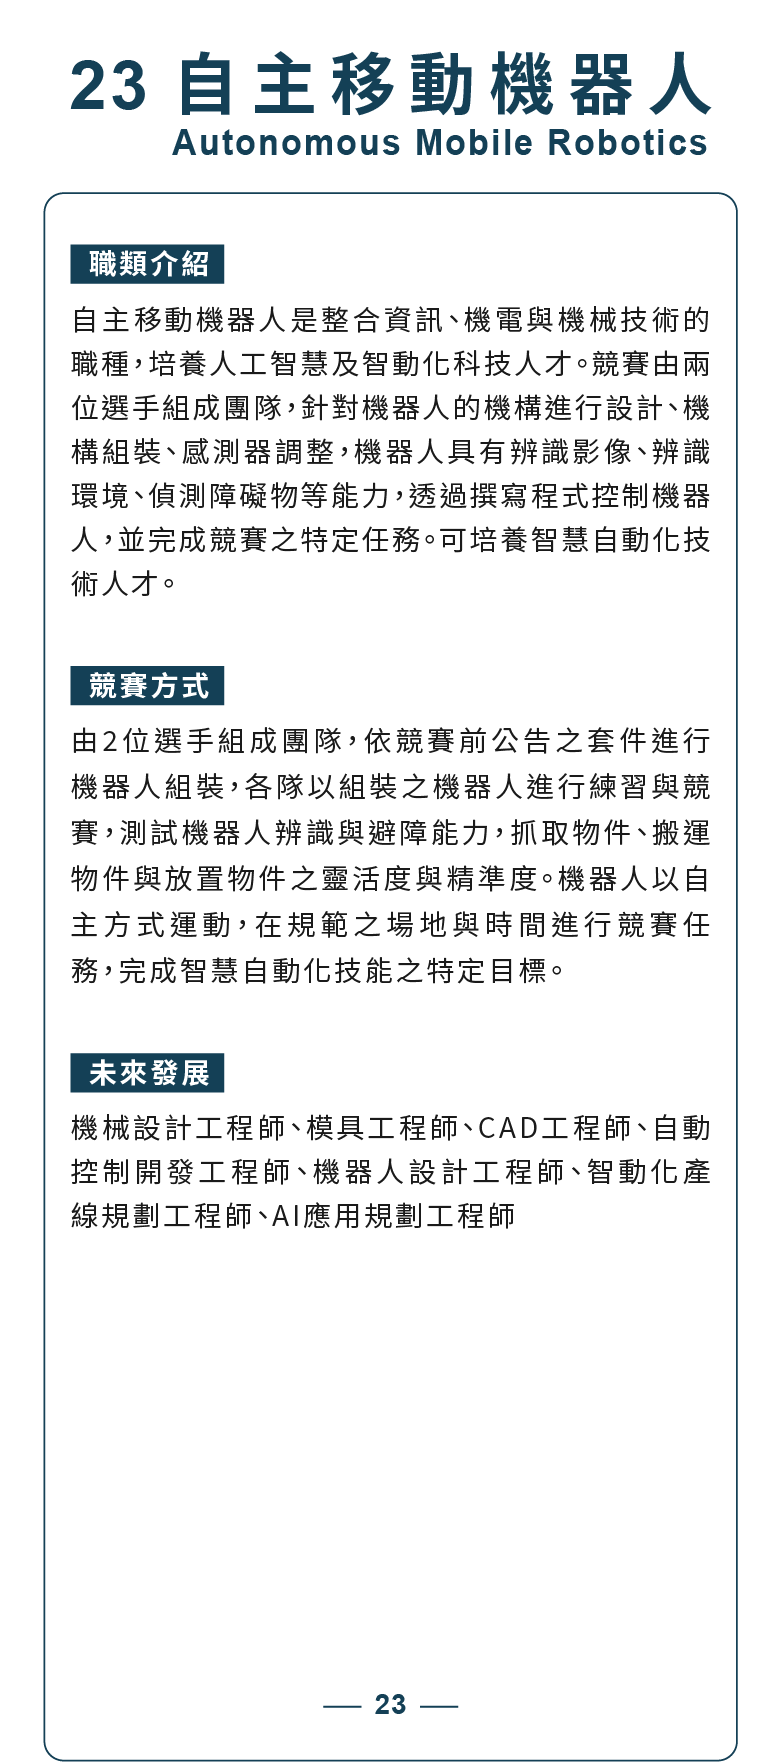 23 自主移動機器人
Autonomous Mobile Robotics
職類介紹
自主移動機器人是整合資訊、機電與機械技術的
職種，培養人工智慧及智動化科技人才。競賽由兩
位選手組成團隊，針對機器人的機構進行設計、機
構組裝、感測器調整，機器人具有辨識影像、辨識
環境、偵測障礙物等能力，透過撰寫程式控制機器
人，並完成競賽之特定任務。可培養智慧自動化技
術人才。
競賽方式
由2位選手組成團隊，依競賽前公告之套件進行
機器人組裝，各隊以組裝之機器人進行練習與競
賽，測試機器人辨識與避障能力，抓取物件、搬運
物件與放置物件之靈活度與精準度。機器人以自
主方式運動，在規範之場地與時間進行競賽任
務，完成智慧自動化技能之特定目標。
未來發展
機械設計工程師、模具工程師、CAD工程師、自動
控制開發工程師、機器人設計工程師、智動化產
線規劃工程師、AI應用規劃工程師
23